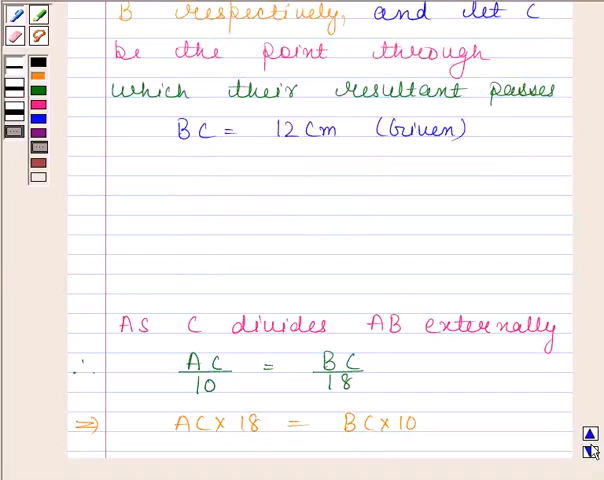 B respectively, and let C
be the point through
which their resultant passes
BC = 12 Cm (Given)
AS C divides AB externally
∴ AC/10 = BC/18
⇒ AC × 18 = BC × 10